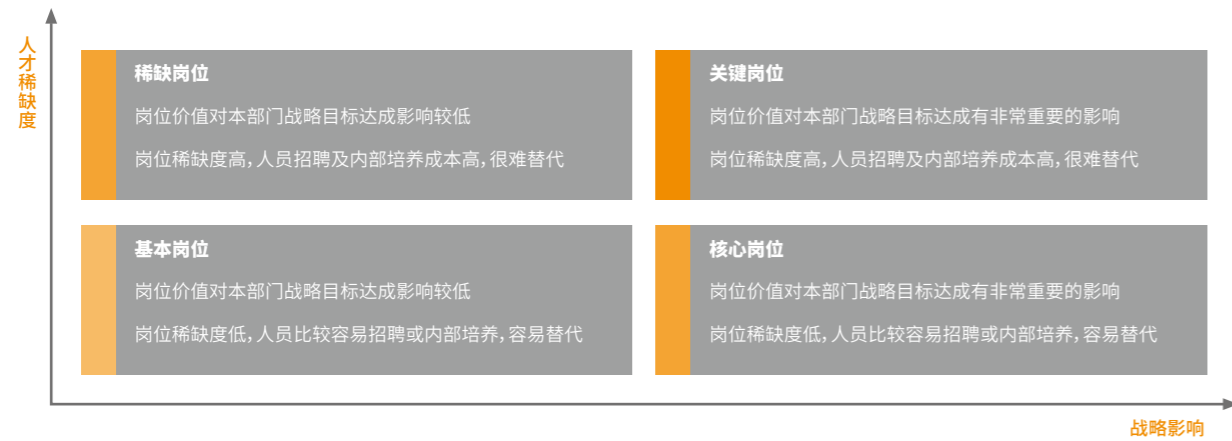 人才稀缺度
稀缺岗位
岗位价值对本部门战略目标达成影响较低
岗位稀缺度高，人员招聘及内部培养成本高，很难替代
关键岗位
岗位价值对本部门战略目标达成有非常重要的影响
岗位稀缺度高，人员招聘及内部培养成本高，很难替代
基本岗位
岗位价值对本部门战略目标达成影响较低
岗位稀缺度低，人员比较容易招聘或内部培养，容易替代
核心岗位
岗位价值对本部门战略目标达成有非常重要的影响
岗位稀缺度低，人员比较容易招聘或内部培养，容易替代
战略影响